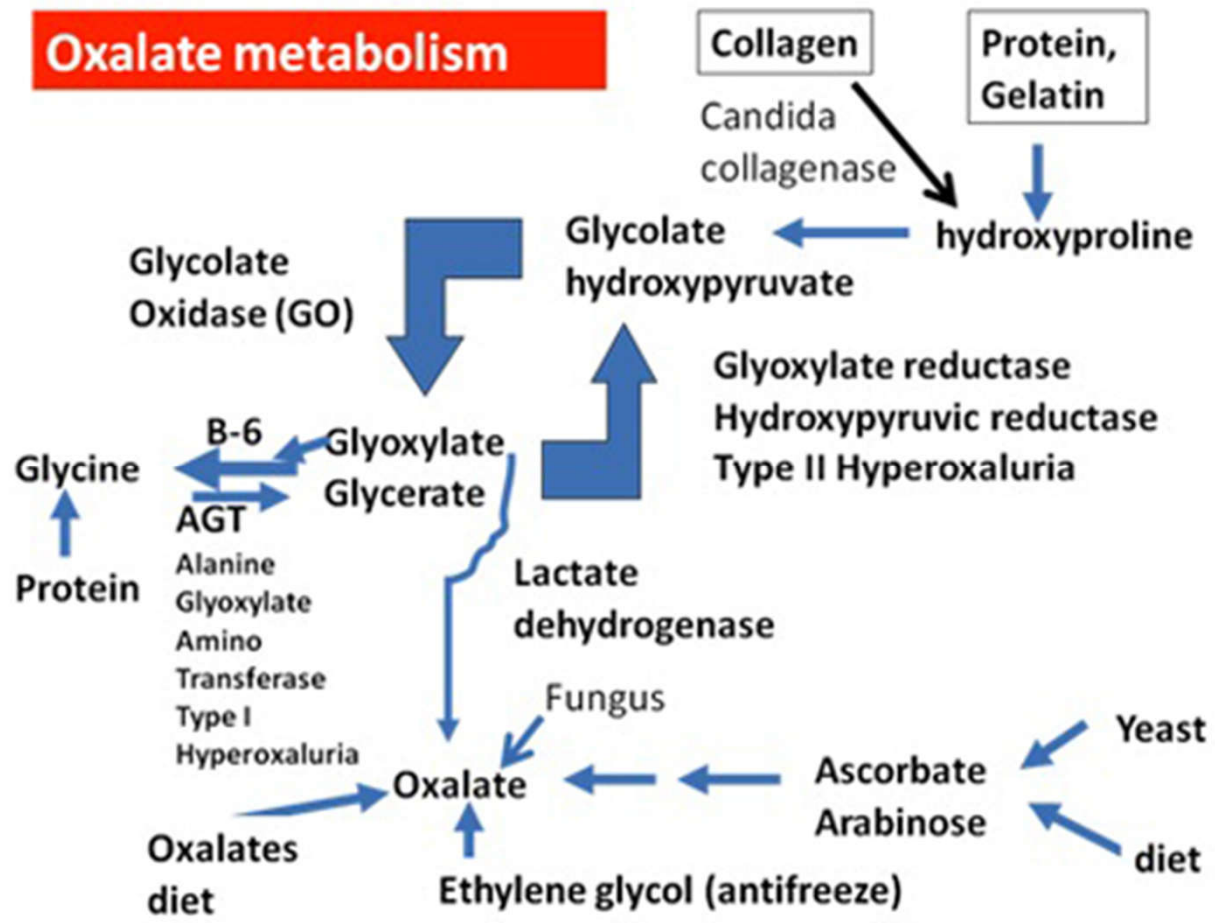 Oxalate metabolism
Collagen
Protein,
Gelatin
Candida
collagenase
hydroxyproline
Glycolate
hydroxypyruvate
Glycolate
Oxidase (GO)
Glyoxylate reductase
Hydroxypyruvic reductase
Type II Hyperoxaluria
B-6
Glycine
Glyoxylate
Glycerate
AGT
Alanine
Glyoxylate
Amino
Transferase
Type I
Hyperoxaluria
Protein
Lactate
dehydrogenase
Fungus
Oxalate
Ascorbate
Arabinose
Yeast
diet
Oxalates
diet
Ethylene glycol (antifreeze)